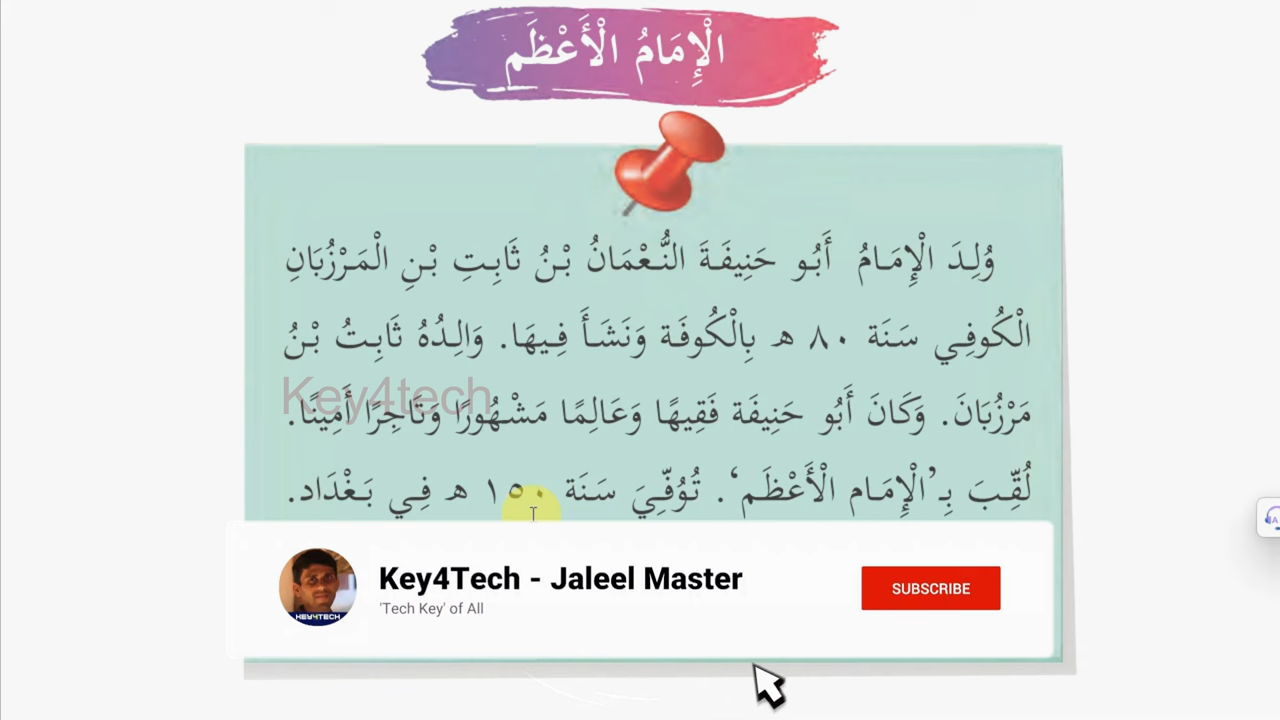 الْإِمَامُ الْأَعْظَم
وُلِدَ الْإِمَامُ أَبُو حَنِيفَةَ النُّعْمَانُ بْنُ ثَابِتِ بْنِ الْمَرْزُبَانِ
الْكُوفِي سَنَة ٨٠ هـ بِالْكُوفَة وَنَشَأَ فِيهَا. وَالِدُهُ ثَابِتُ بْنُ
Key4tech
مَرْزُبَانَ. وَكَانَ أَبُو حَنِيفَة فَقِيهًا وَعَالِمًا مَشْهُورًا وَتَاجِرًا أَمِينًا.
لُقِّبَ بِـ’الْإِمَام الْأَعْظَم‘. تُوُفِّيَ سَنَة ١٥٠ هـ فِي بَغْدَاد.
Key4Tech - Jaleel Master
'Tech Key' of All
SUBSCRIBE
KEY4TECH